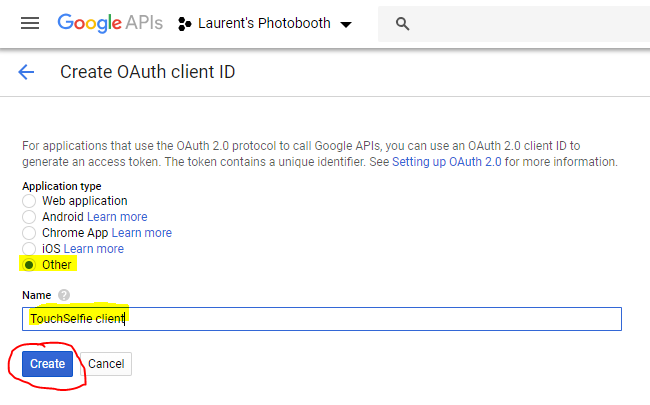 Google APIs Laurent's Photobooth
Create OAuth client ID
For applications that use the OAuth 2.0 protocol to call Google APIs, you can use an OAuth 2.0 client ID to
generate an access token. The token contains a unique identifier. See Setting up OAuth 2.0 for more information.
Application type
Web application
Android Learn more
Chrome App Learn more
iOS Learn more
Other
Name ?
TouchSelfie client
Create Cancel